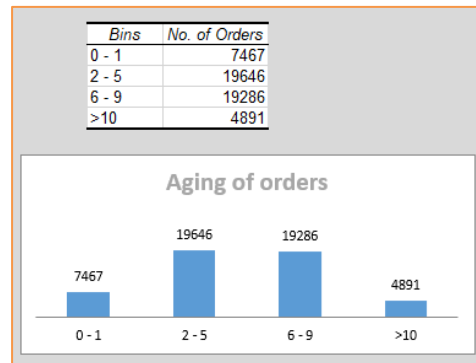 Bins No. of Orders
0 - 1 7467
2 - 5 19646
6 - 9 19286
>10 4891
Aging of orders
7467 19646 19286 4891
0 - 1 2 - 5 6 - 9 >10